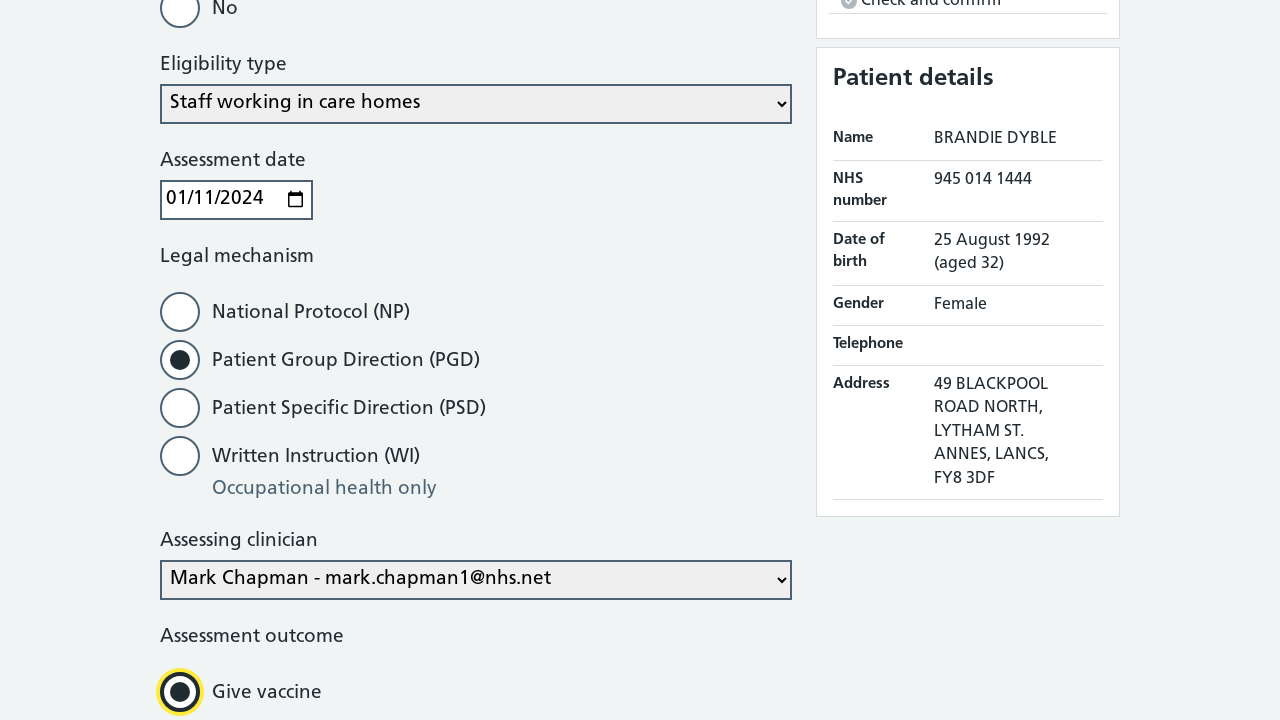 No
Eligibility type
Staff working in care homes
Assessment date
01/11/2024
Legal mechanism
National Protocol (NP)
Patient Group Direction (PGD)
Patient Specific Direction (PSD)
Written Instruction (WI)
Occupational health only
Assessing clinician
Mark Chapman - mark.chapman1@nhs.net
Assessment outcome
Give vaccine
Check and confirm
Patient details
Name BRANDIE DYBLE
NHS number 945 014 1444
Date of birth 25 August 1992
(aged 32)
Gender Female
Telephone
Address 49 BLACKPOOL
ROAD NORTH,
LYTHAM ST.
ANNES, LANCS,
FY8 3DF